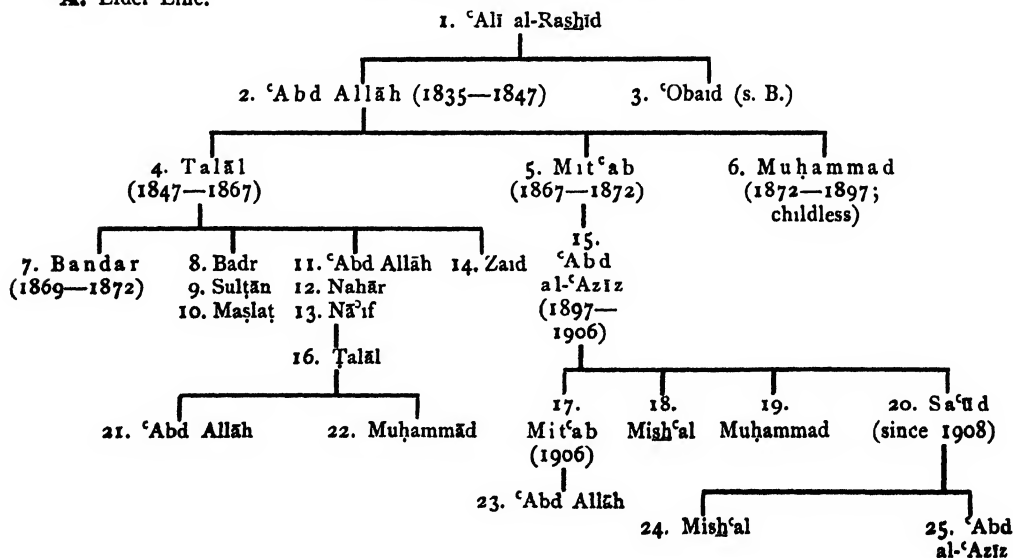 A. Elder Line.
1. ʿAlī al-Rashīd
2. ʿAbd Allāh (1835—1847) 3. ʿObaid (s. B.)
4. Talāl 5. Mitʿab 6. Muḥammad
(1847—1867) (1867—1872) (1872—1897;
childless)
15.
7. Bandar 8. Badr 11. ʿAbd Allāh 14. Zaid ʿAbd
(1869—1872) 9. Sulṭān 12. Nahār al-ʿAzīz
10. Maṣlaṭ 13. Nāʾif (1897—
1906)
16. Ṭalāl
17. 18. 19. 20. Saʿūd
21. ʿAbd Allāh 22. Muḥammād Mitʿab Mishʿal Muḥammad (since 1908)
(1906)
23. ʿAbd Allāh
24. Mishʿal 25. ʿAbd
al-ʿAzīz